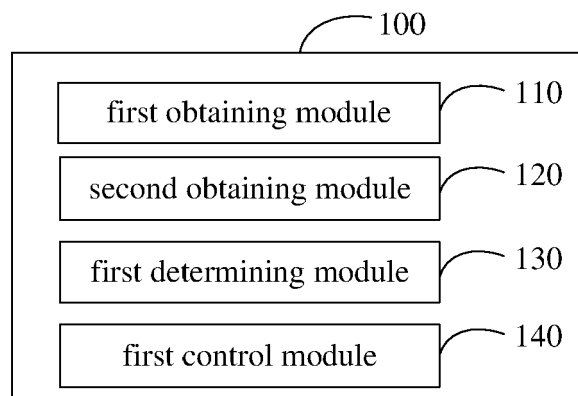 100
first obtaining module 110
second obtaining module 120
first determining module 130
first control module 140